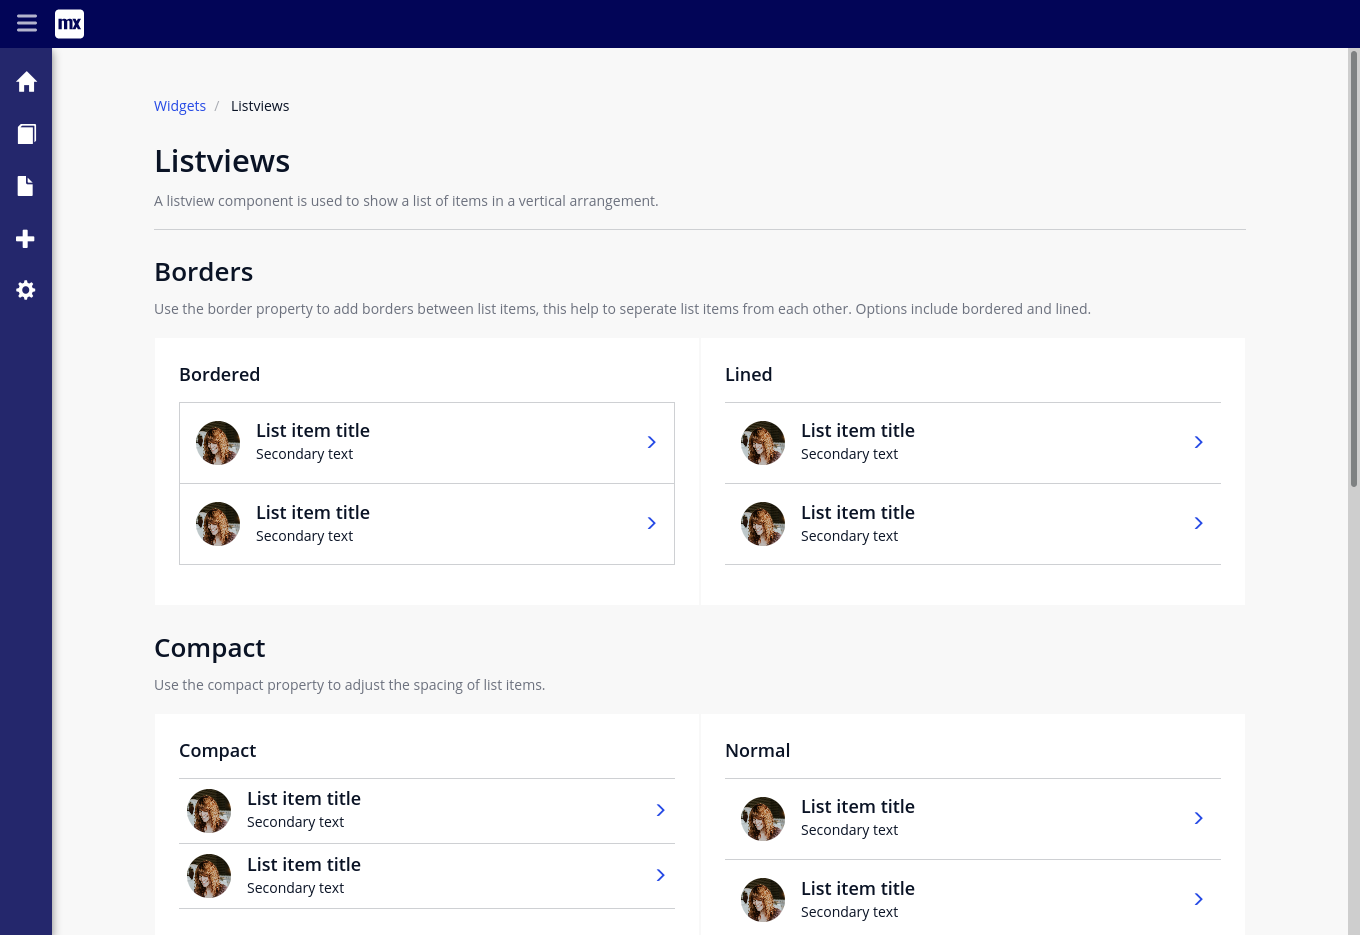 mx
Widgets / Listviews
Listviews
A listview component is used to show a list of items in a vertical arrangement.
Borders
Use the border property to add borders between list items, this help to seperate list items from each other. Options include bordered and lined.
Bordered
List item title
Secondary text
List item title
Secondary text
Lined
List item title
Secondary text
List item title
Secondary text
Compact
Use the compact property to adjust the spacing of list items.
Compact
List item title
Secondary text
List item title
Secondary text
Normal
List item title
Secondary text
List item title
Secondary text